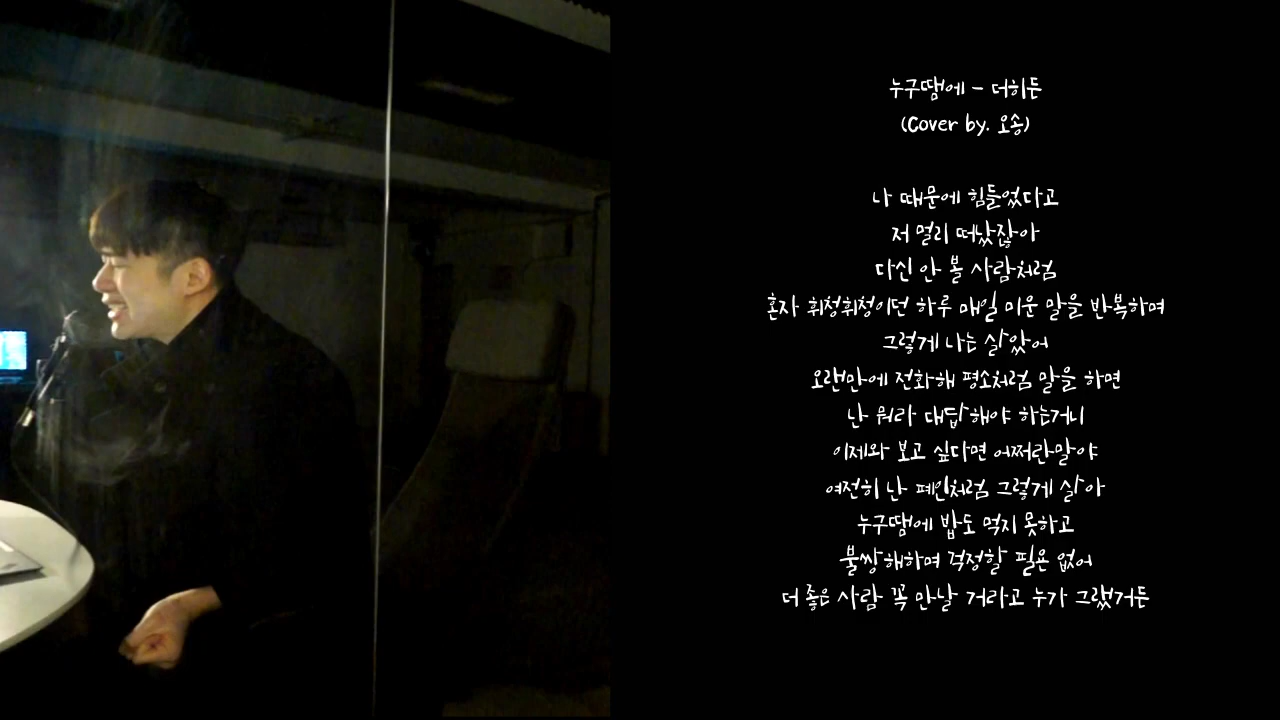 누구땜에 - 더히든
(Cover by. 오송)
나 때문에 힘들었다고
저 멀리 떠났잖아
다신 안 볼 사람처럼
혼자 휘청휘청이던 하루 매일 미운 말을 반복하며
그렇게 나는 살았어
오랜만에 전화해 평소처럼 말을 하면
난 뭐라 대답해야 하는거니
이제와 보고 싶다면 어쩌란말야
여전히 난 폐인처럼 그렇게 살아
누구땜에 밥도 먹지 못하고
불쌍해하며 걱정할 필욘 없어
더 좋은 사람 꼭 만날 거라고 누가 그랬거든